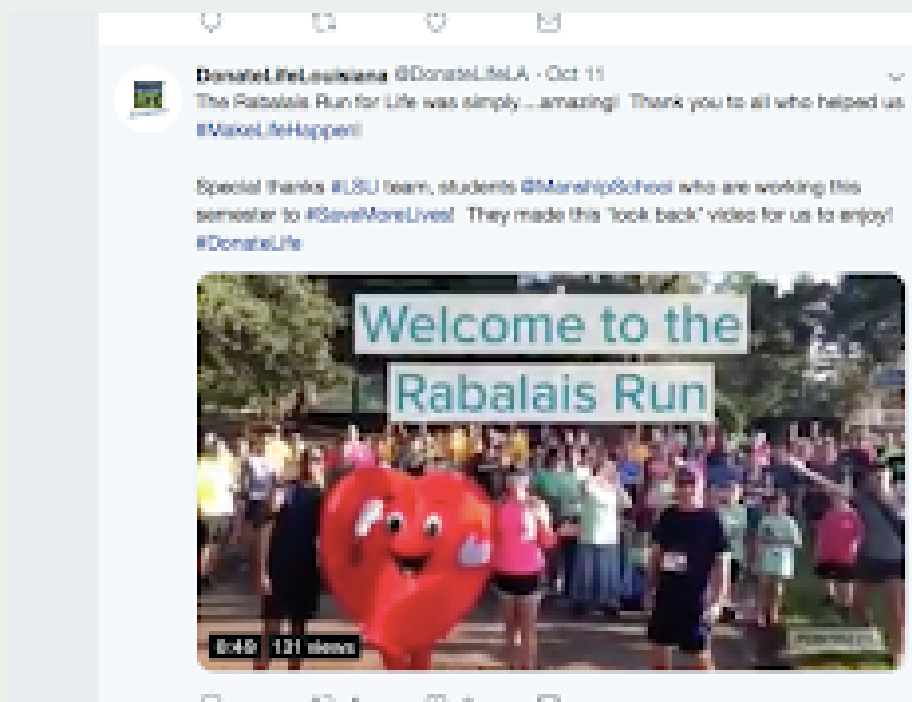 DonateLifeLouisiana @DonateLifeLA · Oct 11
The Rabalais Run for Life was simply...amazing! Thank you to all who helped us
#MakeLifeHappen!
Special thanks #LSU team, students @ManshipSchool who are working this
semester to #SaveMoreLives! They made this "look back" video for us to enjoy!
#DonateLife
Welcome to the
Rabalais Run
0:49 131 views